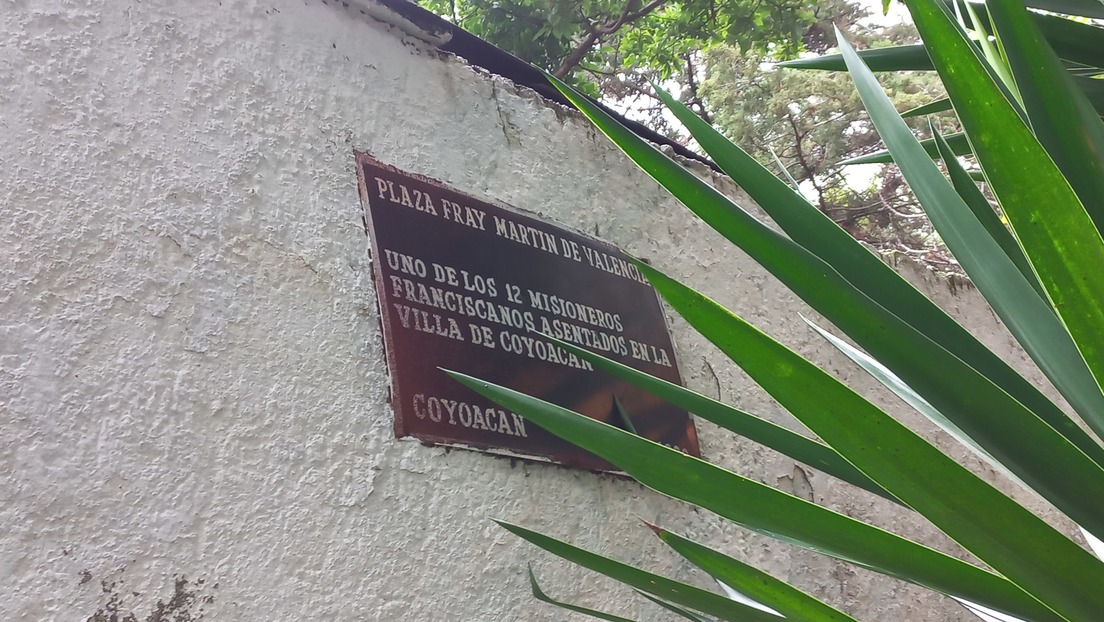 PLAZA FRAY MARTIN DE VALENCIA
UNO DE LOS 12 MISIONEROS
FRANCISCANOS ASENTADOS EN LA
VILLA DE COYOACAN
COYOACAN